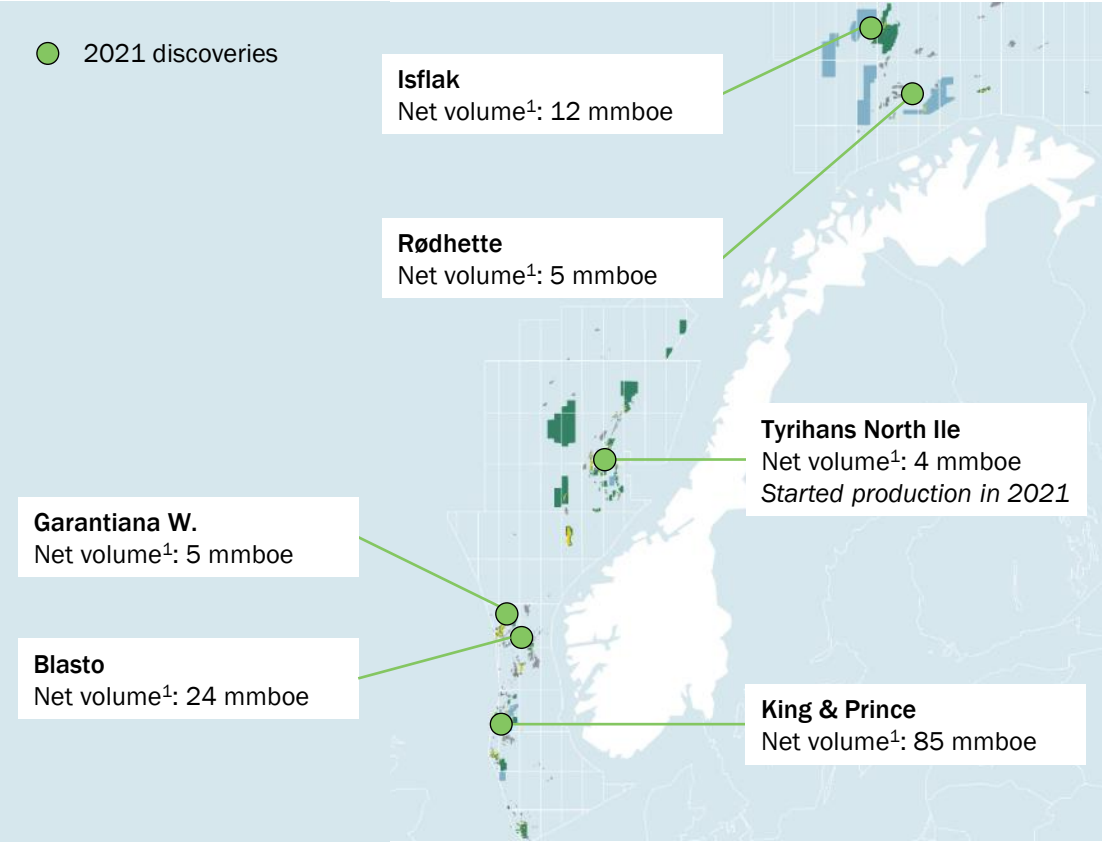 2021 discoveries
Isflak
Net volume¹: 12 mmboe
Rødhette
Net volume¹: 5 mmboe
Tyrihans North Ile
Net volume¹: 4 mmboe
Started production in 2021
Garantiana W.
Net volume¹: 5 mmboe
Blasto
Net volume¹: 24 mmboe
King & Prince
Net volume¹: 85 mmboe